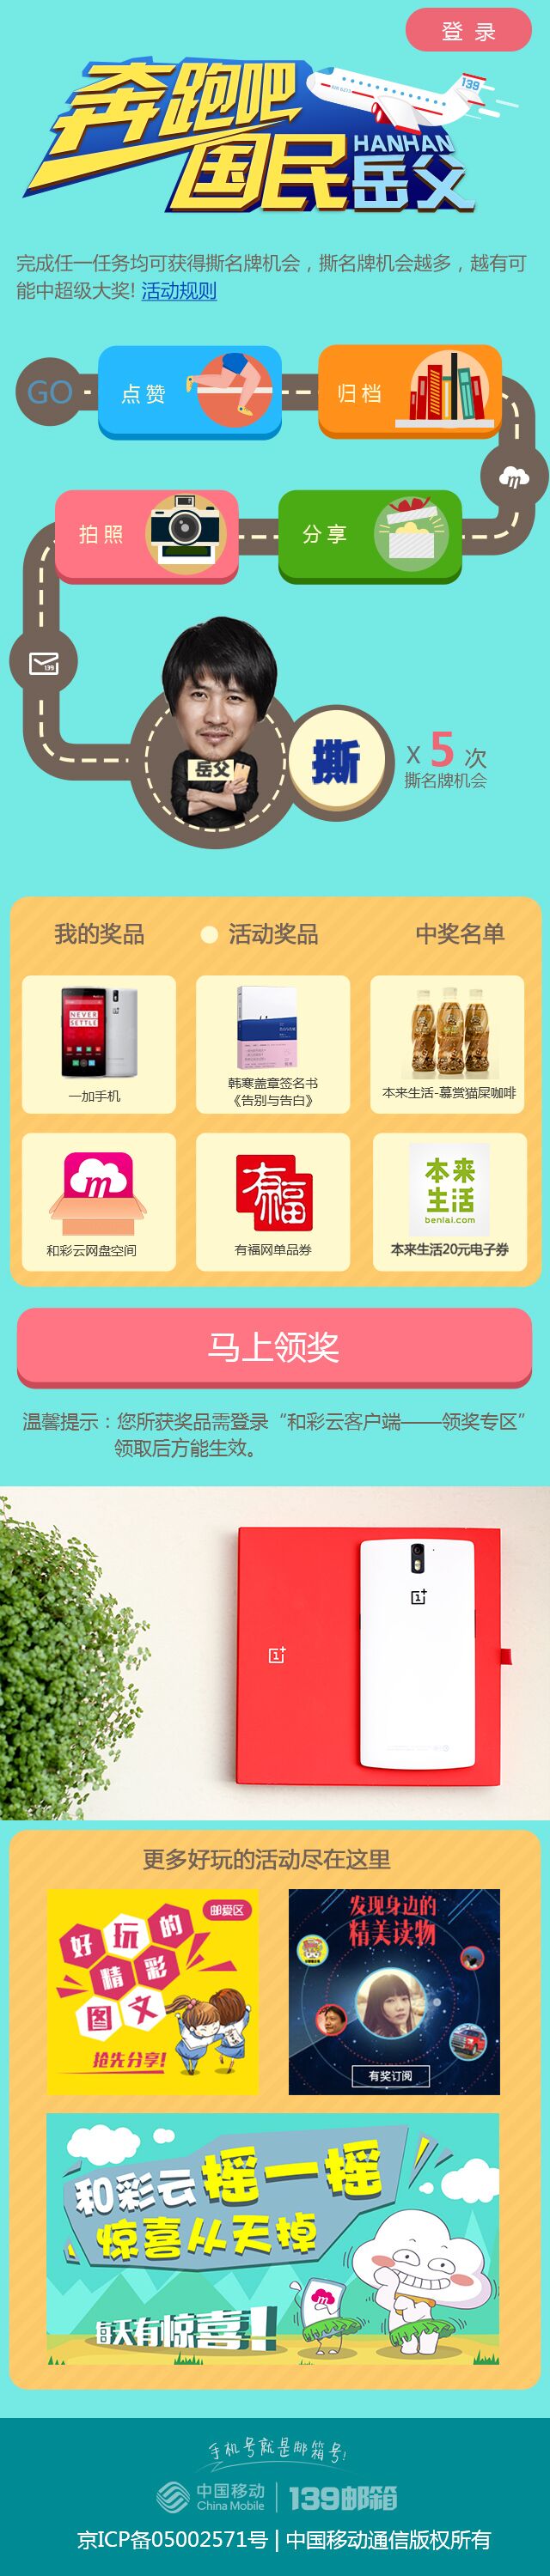 登 录
奔跑吧
139
国民岳父
HANHAN
完成任一任务均可获得撕名牌机会，撕名牌机会越多，越有可
能中超级大奖! 活动规则
GO
点赞
归档
m
拍照
分享
139
岳父
撕
X 5 次
撕名牌机会
我的奖品
活动奖品
中奖名单
NEVER
SETTLE
一加手机
韩寒盖章签名书
《告别与告白》
本来生活-慕赏猫屎咖啡
m
和彩云网盘空间
有福
有福网单品券
本来
生活
benlai.com
本来生活20元电子券
马上领奖
温馨提示：您所获奖品需登录“和彩云客户端——领奖专区”
领取后方能生效。
1+
1+
更多好玩的活动尽在这里
邮爱区
好玩的
精彩
图文
抢先分享!
发现身边的
精美读物
有奖订阅
和彩云摇一摇
惊喜从天掉
m
每天有惊喜!
手机号就是邮箱号!
中国移动
China Mobile
139邮箱
京ICP备05002571号 | 中国移动通信版权所有